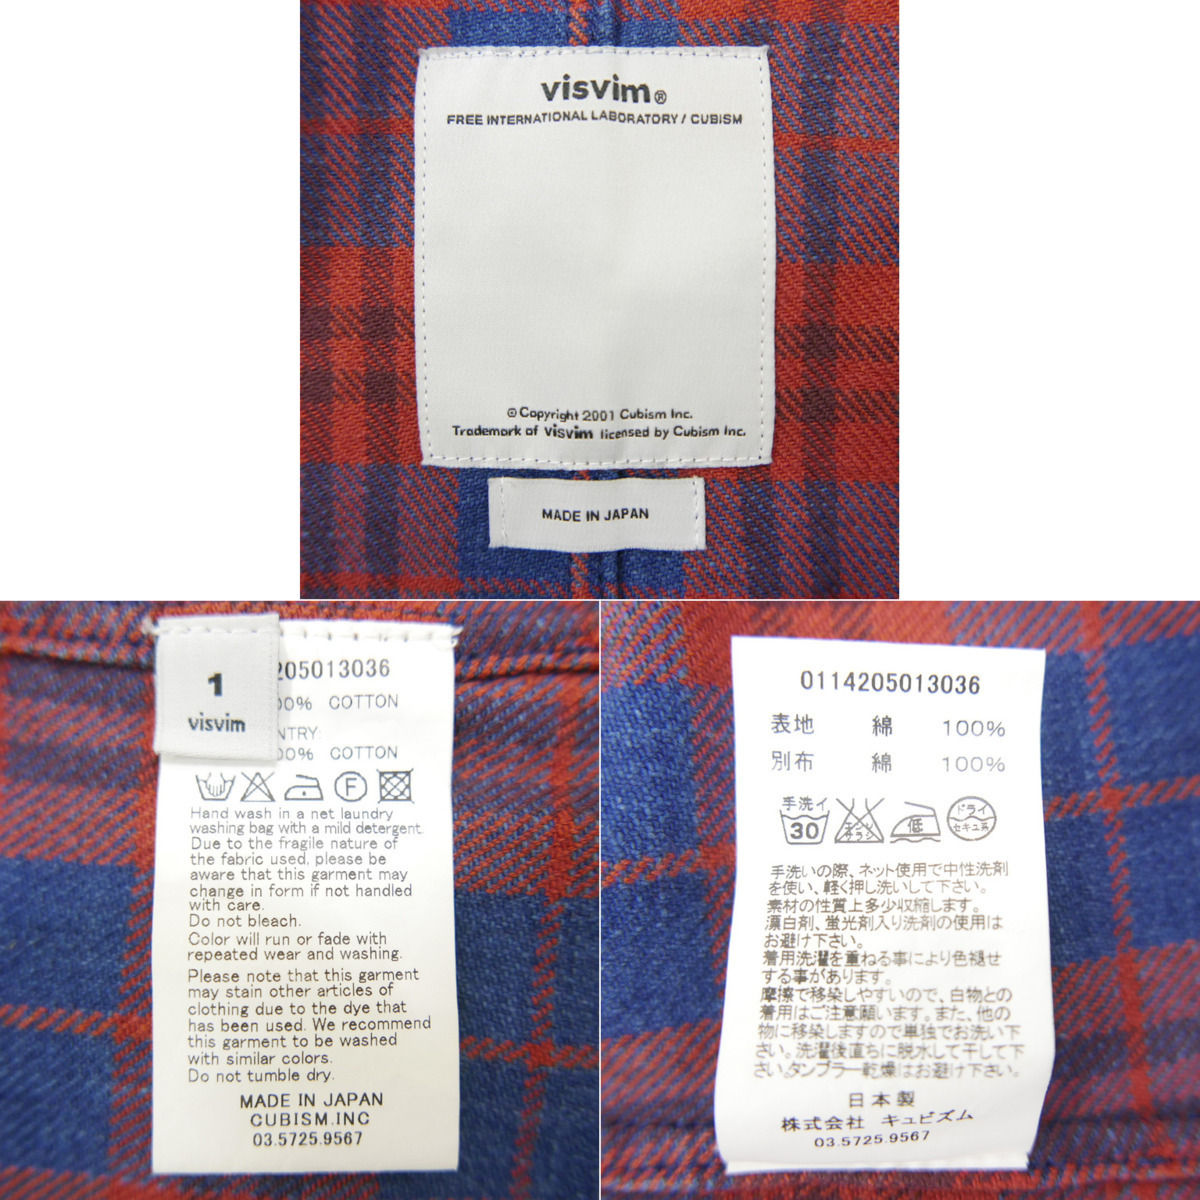 visvim®
FREE INTERNATIONAL LABORATORY / CUBISM
© Copyright 2001 Cubism Inc.
Trademark of visvim licensed by Cubism Inc.
MADE IN JAPAN
1
visvim
205013036
00% COTTON
NTRY:
00% COTTON
F
Hand wash in a net laundry
washing bag with a mild detergent.
Due to the fragile nature of
the fabric used, please be
aware that this garment may
change in form if not handled
with care.
Do not bleach.
Color will run or fade with
repeated wear and washing.
Please note that this garment
may stain other articles of
clothing due to the dye that
has been used. We recommend
this garment to be washed
with similar colors.
Do not tumble dry.
MADE IN JAPAN
CUBISM.INC
03.5725.9567
0114205013036
表地 綿 100%
別布 綿 100%
手洗イ 30 エンソサラシ 低 ドライ セキユ系
手洗いの際、ネット使用で中性洗剤
を使い、軽く押し洗いして下さい。
素材の性質上多少収縮します。
漂白剤、蛍光剤入り洗剤の使用は
お避け下さい。
着用洗濯を重ねる事により色褪せ
する事があります。
摩擦で移染しやすいので、白物との
着用はご注意願います。また、他の
物に移染しますので単独でお洗い下
さい。洗濯後直ちに脱水して干して下
さい。タンブラー乾燥はお避け下さい。
日本製
株式会社 キュビズム
03.5725.9567